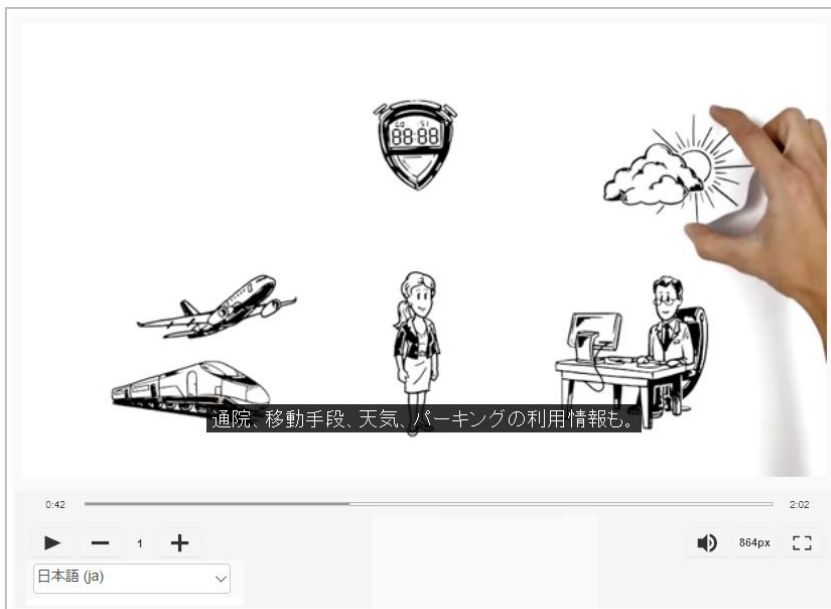 88:88
通院、移動手段、天気、パーキングの利用情報も。
0:42
2:02
1
864px
日本語 (ja)